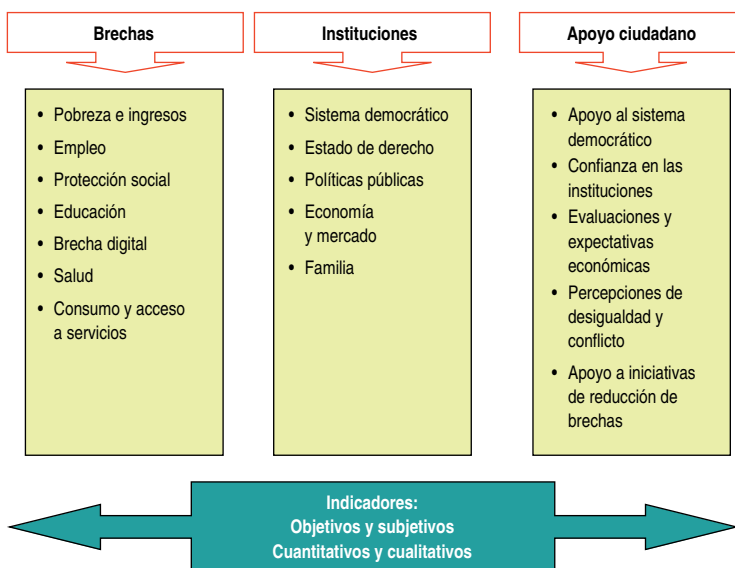 Brechas
• Pobreza e ingresos
• Empleo
• Protección social
• Educación
• Brecha digital
• Salud
• Consumo y acceso
a servicios
Instituciones
• Sistema democrático
• Estado de derecho
• Políticas públicas
• Economía
y mercado
• Familia
Apoyo ciudadano
• Apoyo al sistema
democrático
• Confianza en las
instituciones
• Evaluaciones y
expectativas
económicas
• Percepciones de
desigualdad y
conflicto
• Apoyo a iniciativas
de reducción de
brechas
Indicadores:
Objetivos y subjetivos
Cuantitativos y cualitativos